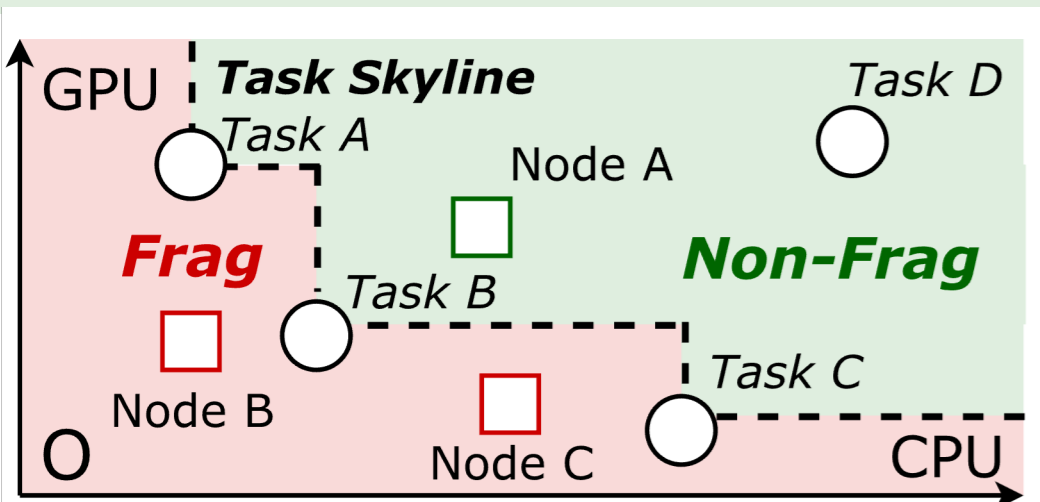 GPU
Task Skyline
Task D
Task A
Node A
Frag
Non-Frag
Task B
Task C
Node B
Node C
O
CPU